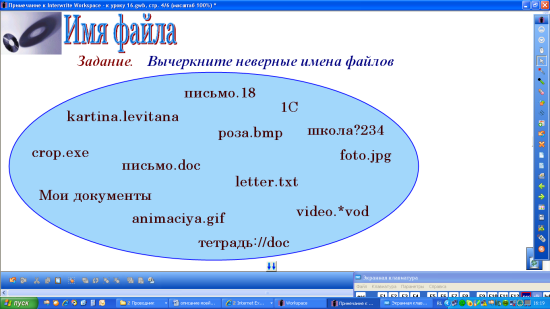 Примечание к Interwrite Workspace - к уроку 16.gwb, стр. 4/6 (масштаб 100%) *
Имя файла
Задание. Вычеркните неверные имена файлов
письмо.18
1С
kartina.levitana
роза.bmp
школа?234
crop.exe
foto.jpg
письмо.doc
letter.txt
Мои документы
video.*vod
animaciya.gif
тетрадь://doc
Экранная клавиатура
Файл Клавиатура Параметры Справка
пуск
2 Проводник
2 Internet Ex...
Workspace
Примечание к ...
Экранная клав...
16:19